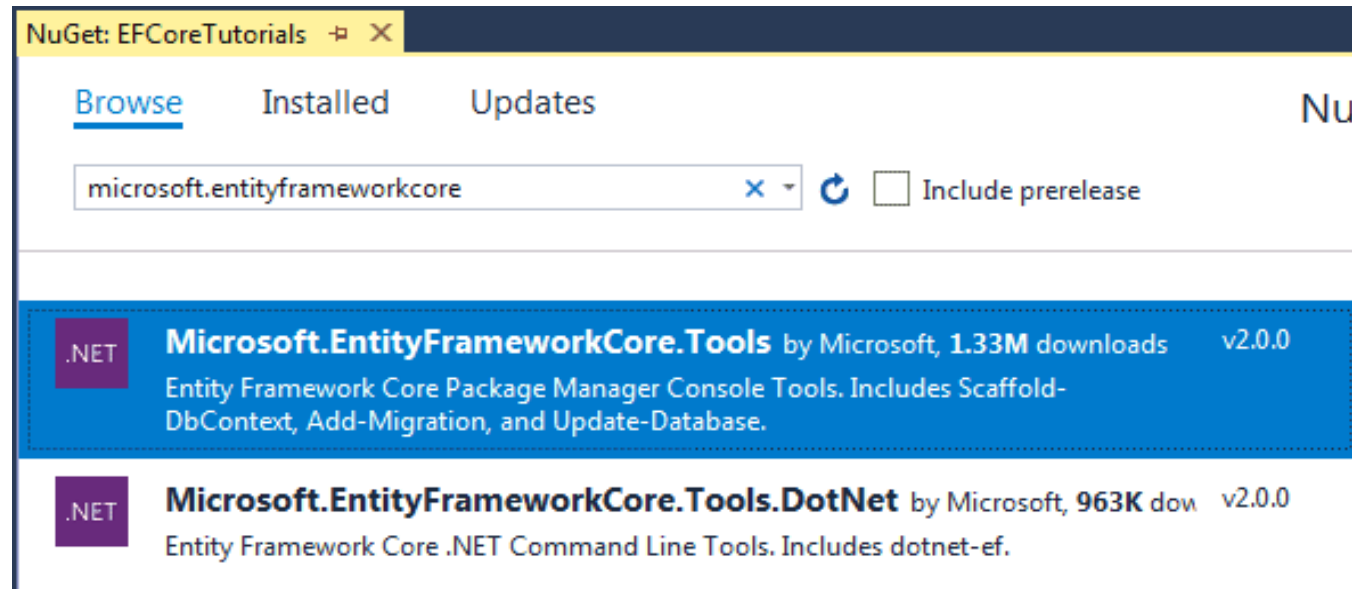 NuGet: EFCoreTutorials
Browse Installed Updates
microsoft.entityframeworkcore Include prerelease
.NET Microsoft.EntityFrameworkCore.Tools by Microsoft, 1.33M downloads v2.0.0
Entity Framework Core Package Manager Console Tools. Includes Scaffold-
DbContext, Add-Migration, and Update-Database.
.NET Microsoft.EntityFrameworkCore.Tools.DotNet by Microsoft, 963K v2.0.0
Entity Framework Core .NET Command Line Tools. Includes dotnet-ef.